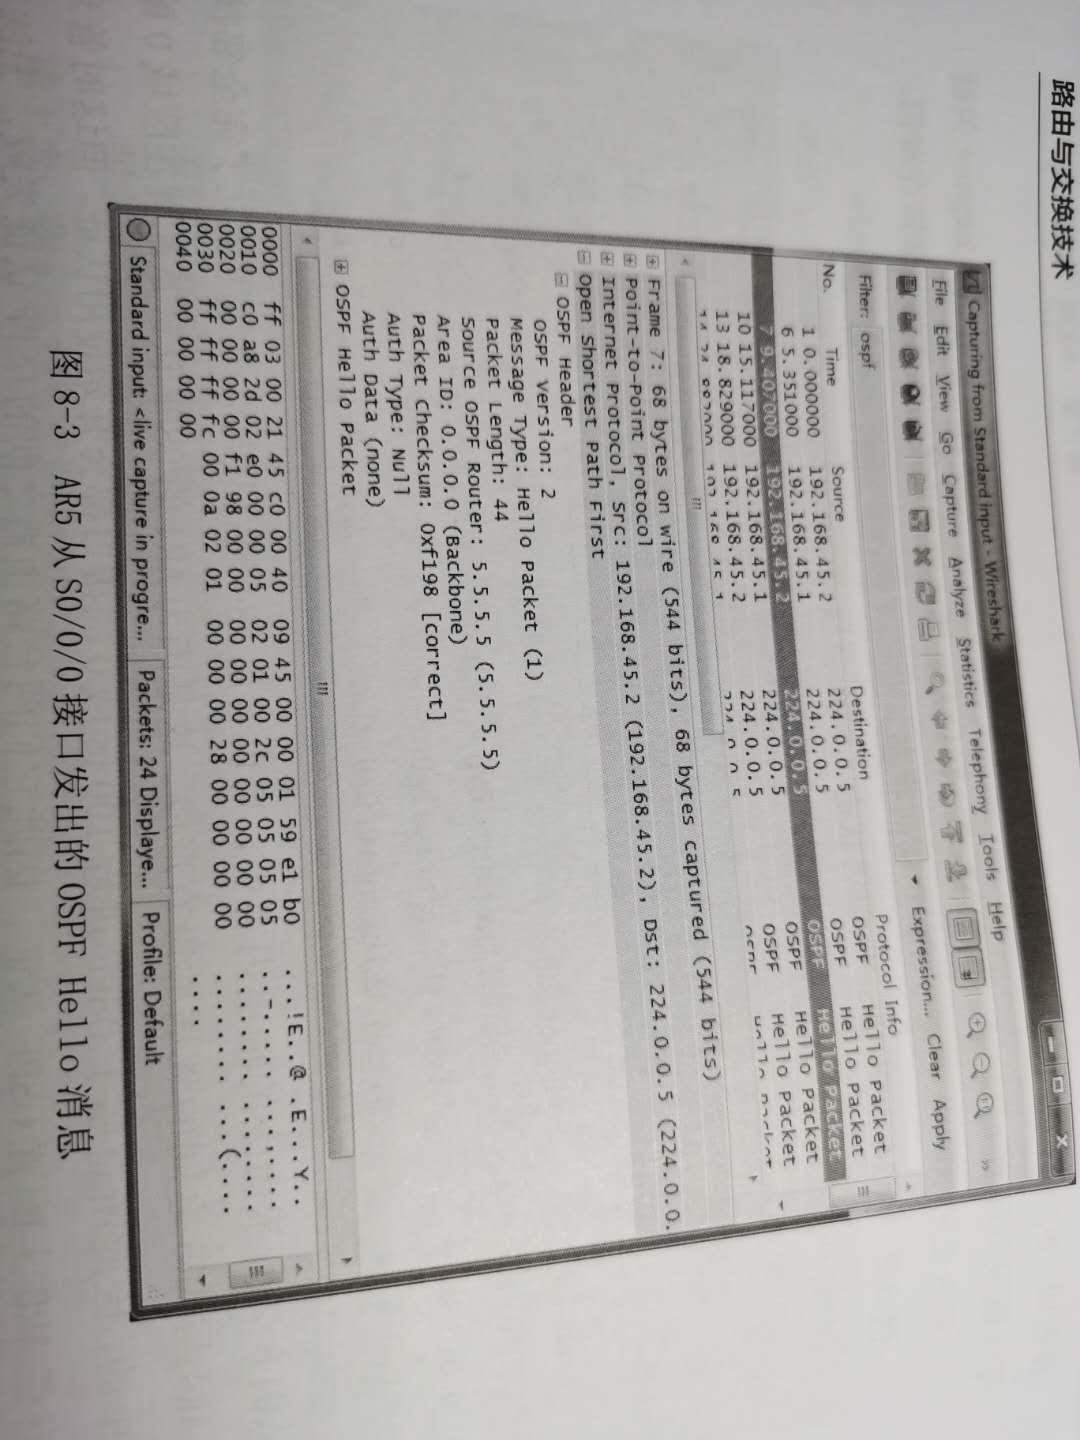 路由与交换技术
Capturing from Standard input - Wireshark
File Edit View Go Capture Analyze Statistics Telephony Tools Help
Filter: ospf Expression... Clear Apply
No. Time Source Destination Protocol Info
1 0.000000 192.168.45.2 224.0.0.5 OSPF Hello Packet
6 5.351000 192.168.45.1 224.0.0.5 OSPF Hello Packet
7 9.407000 192.168.45.2 224.0.0.5 OSPF Hello Packet
10 15.117000 192.168.45.1 224.0.0.5 OSPF Hello Packet
13 18.829000 192.168.45.2 224.0.0.5 OSPF Hello Packet
Frame 7: 68 bytes on wire (544 bits), 68 bytes captured (544 bits)
Point-to-Point Protocol
Internet Protocol, Src: 192.168.45.2 (192.168.45.2), Dst: 224.0.0.5 (224.0.0.
Open Shortest Path First
OSPF Header
OSPF Version: 2
Message Type: Hello Packet (1)
Packet Length: 44
Source OSPF Router: 5.5.5.5 (5.5.5.5)
Area ID: 0.0.0.0 (Backbone)
Packet Checksum: 0xf198 [correct]
Auth Type: Null
Auth Data (none)
OSPF Hello Packet
0000 ff 03 00 21 45 c0 00 40 09 45 00 00 01 59 e1 b0 ...!E..@ .E...Y..
0010 c0 a8 2d 02 e0 00 00 05 02 01 00 2c 05 05 05 05 ..-..... ...,....
0020 00 00 00 00 f1 98 00 00 00 00 00 00 00 00 00 00 ........ ........
0030 ff ff ff fc 00 0a 02 01 00 00 00 28 00 00 00 00 ........ ...(....
0040 00 00 00 00 ....
Standard input: <live capture in progre... Packets: 24 Displaye... Profile: Default
图 8-3 AR5 从 S0/0/0 接口发出的 OSPF Hello 消息